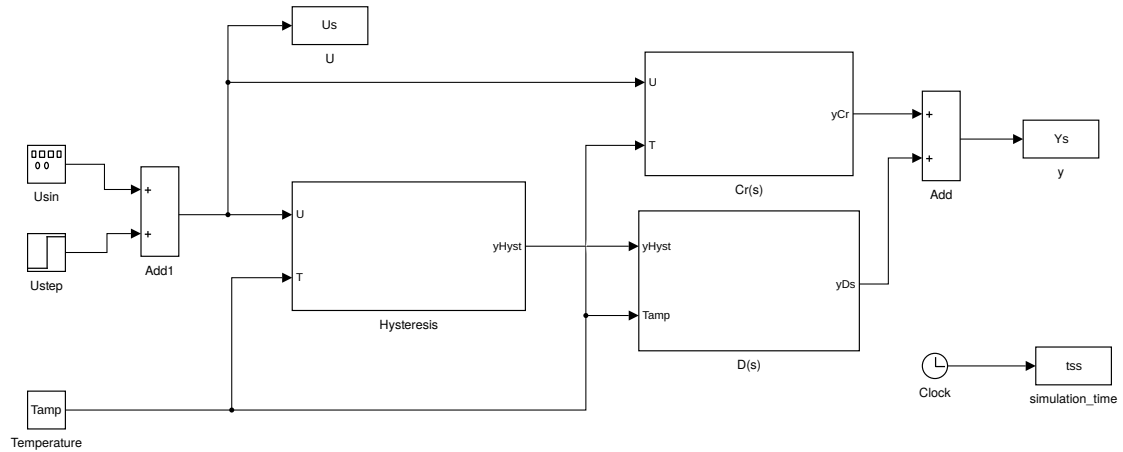 Us
U
U
yCr
T
Cr(s)
+
+
Add
Ys
y
Usin
Ustep
+
+
Add1
U
yHyst
T
Hysteresis
yHyst
yDs
Tamp
D(s)
Clock
tss
simulation_time
Tamp
Temperature